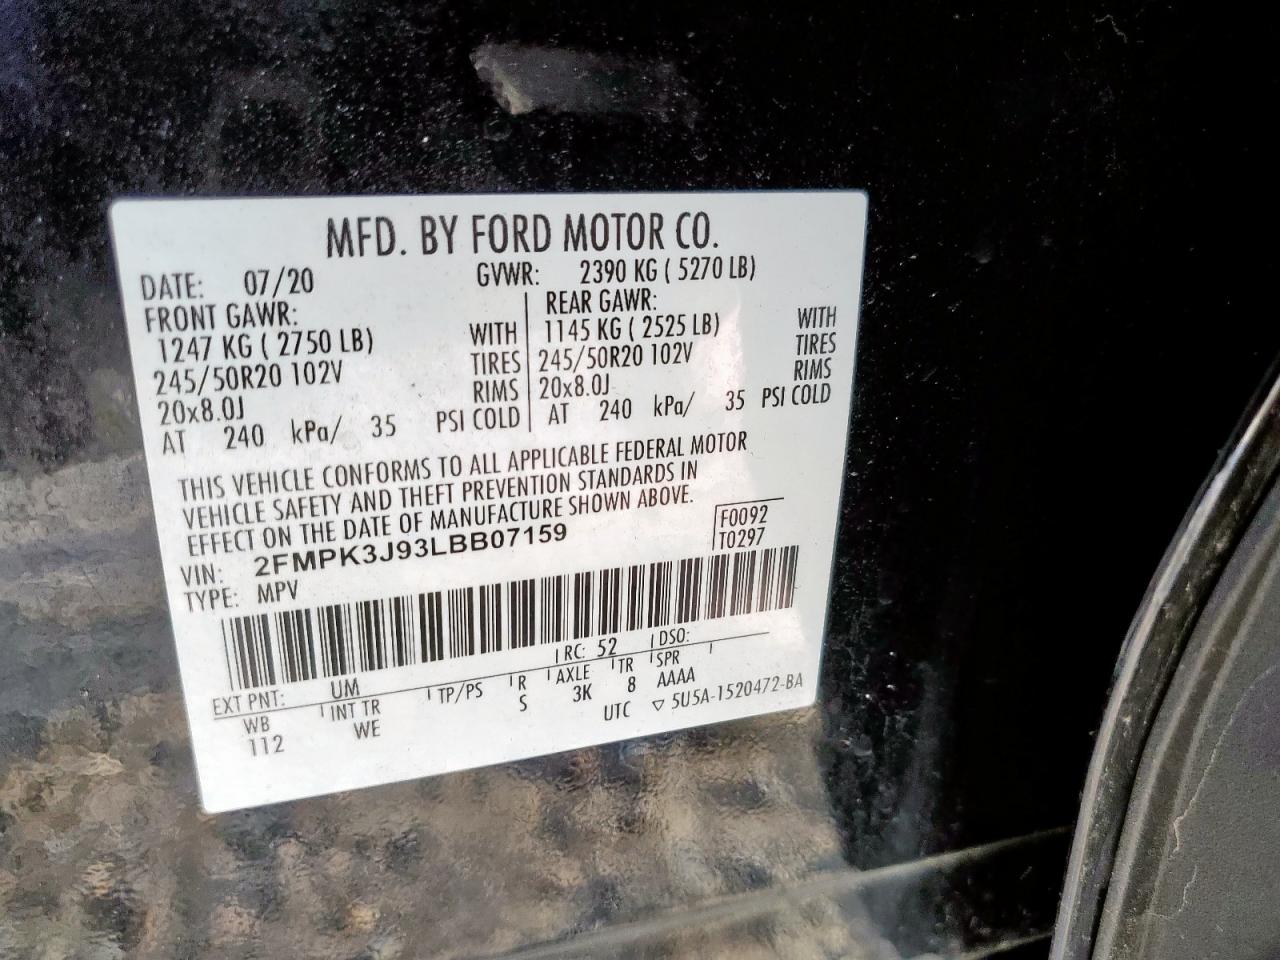 MFD. BY FORD MOTOR CO.
DATE: 07/20 GVWR: 2390 KG ( 5270 LB)
FRONT GAWR: REAR GAWR:
1247 KG ( 2750 LB) WITH 1145 KG ( 2525 LB) WITH
245/50R20 102V TIRES 245/50R20 102V TIRES
20x8.0J RIMS 20x8.0J RIMS
AT 240 kPa/ 35 PSI COLD AT 240 kPa/ 35 PSI COLD
THIS VEHICLE CONFORMS TO ALL APPLICABLE FEDERAL MOTOR
VEHICLE SAFETY AND THEFT PREVENTION STANDARDS IN
EFFECT ON THE DATE OF MANUFACTURE SHOWN ABOVE.
VIN: 2FMPK3J93LBB07159 F0092
TYPE: MPV T0297
EXT PNT: UM RC: 52 DSO:
WB INT TR TP/PS R AXLE TR SPR
112 WE S 3K 8 AAAA
UTC ▽ 5U5A-1520472-BA